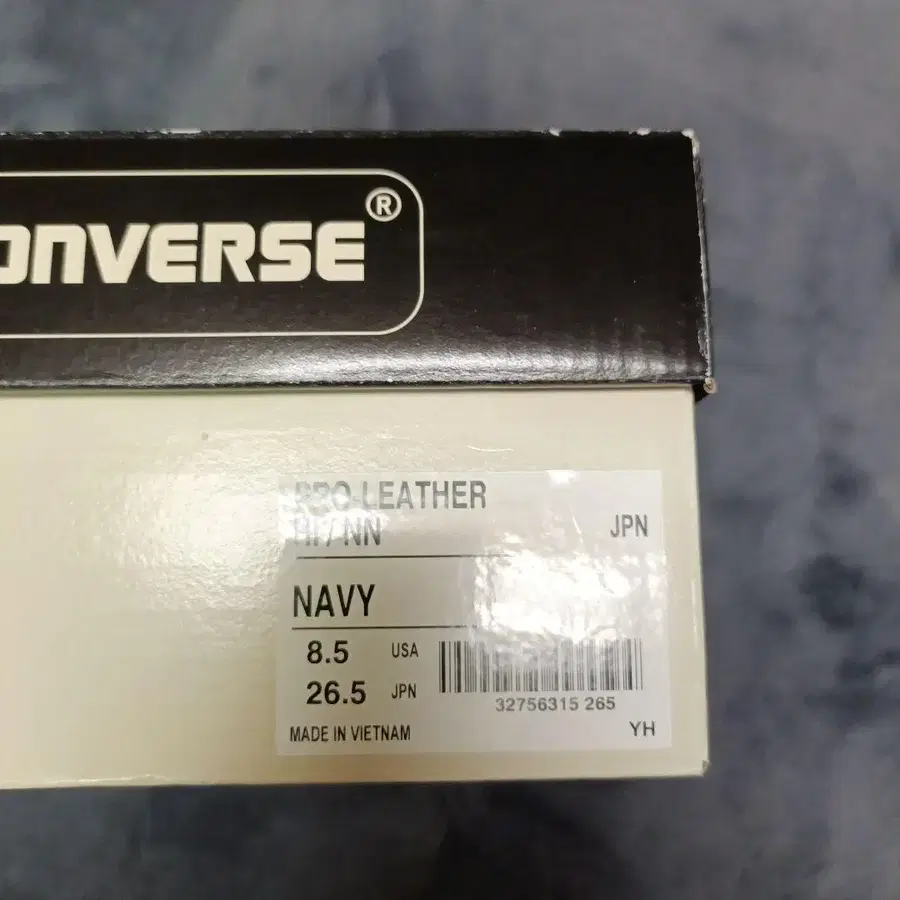 ONVERSE®
PRO-LEATHER
HI / NN JPN
NAVY
8.5 USA
26.5 JPN
32756315 265
MADE IN VIETNAM YH